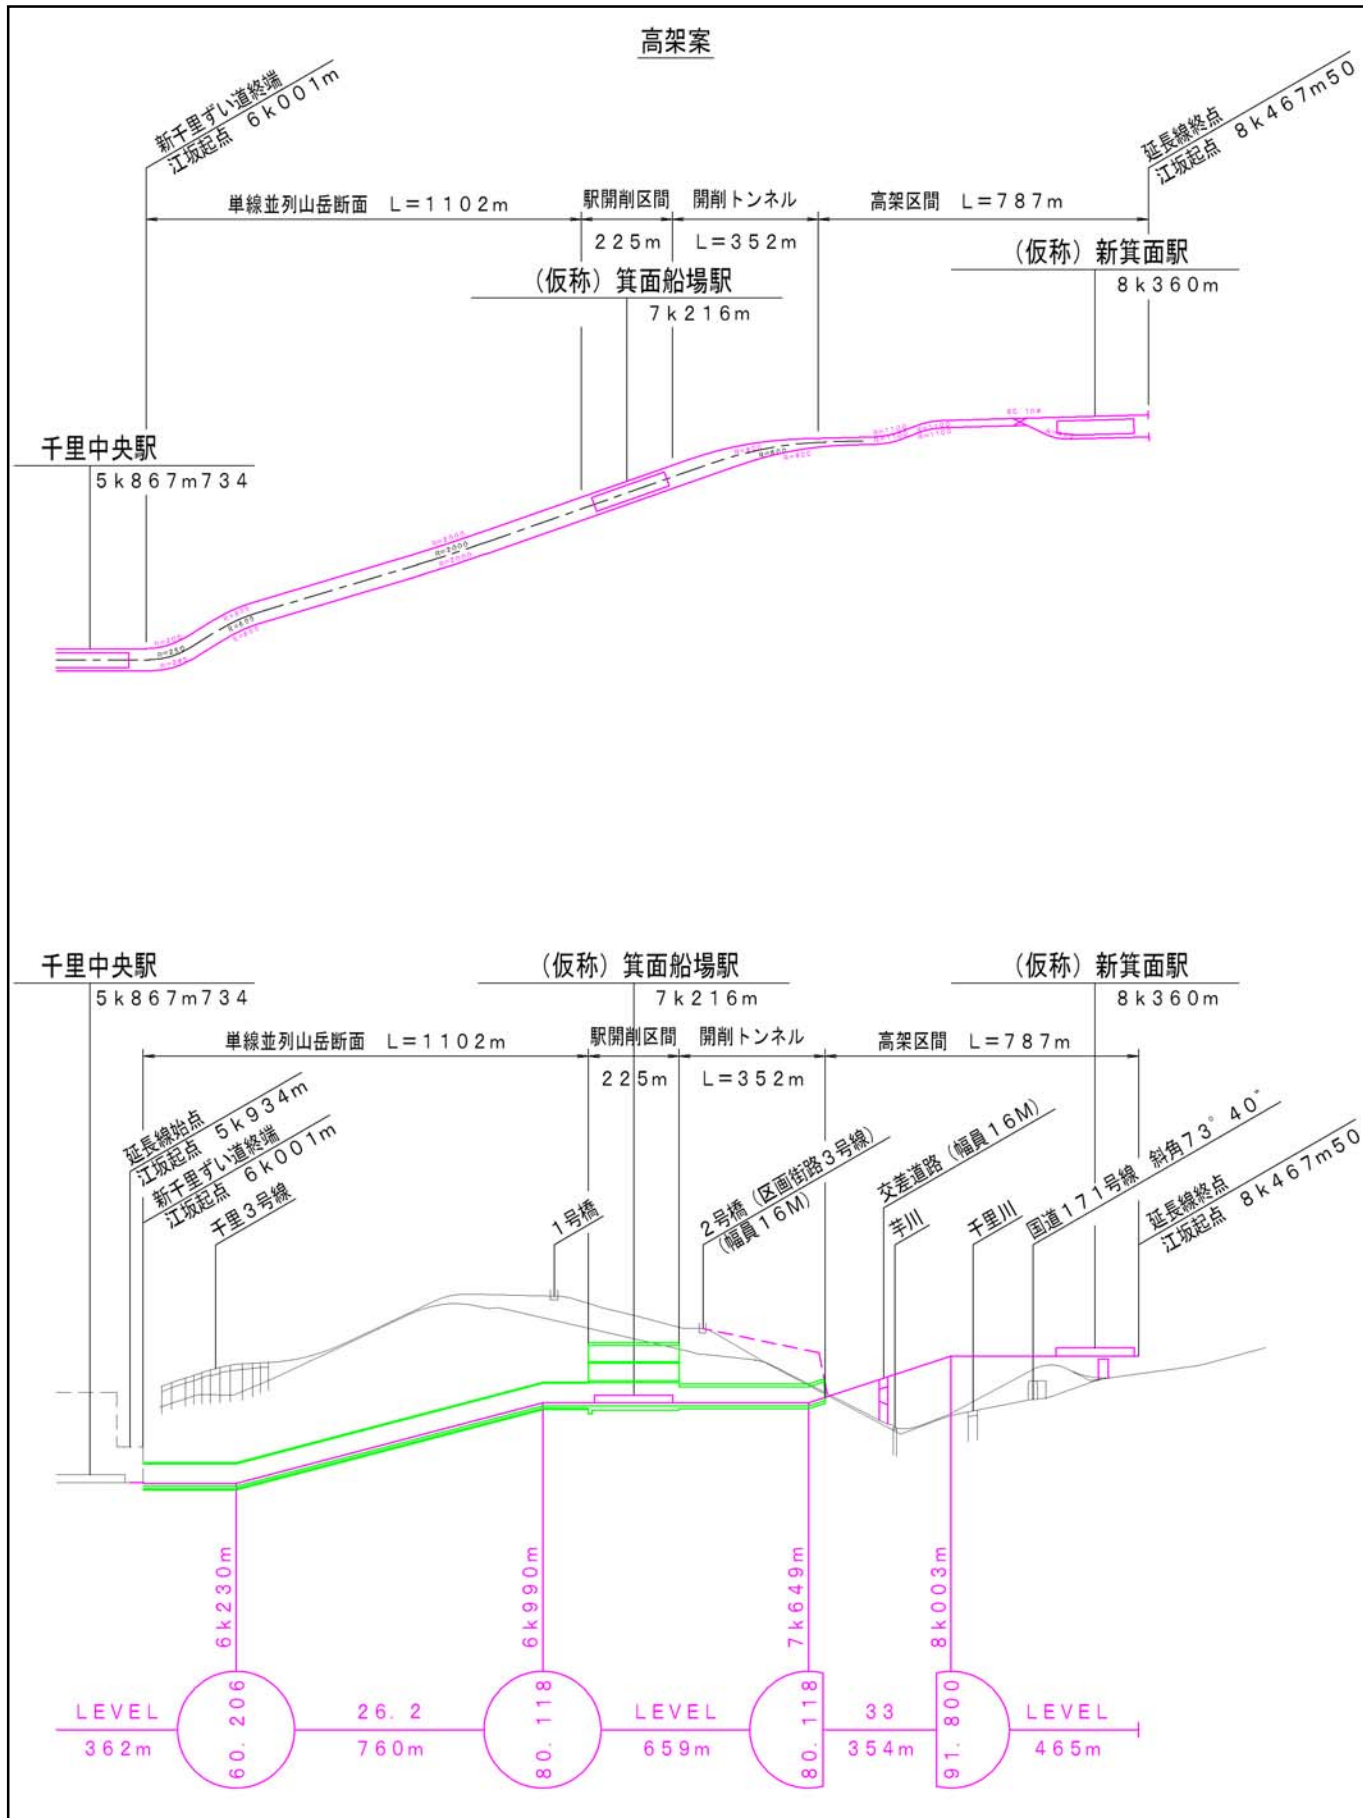 高架案
新千里ずい道終端
江坂起点 6k001m
延長線終点
江坂起点 8k467m50
単線並列山岳断面 L=1102m
駅開削区間
225m
開削トンネル
L=352m
高架区間 L=787m
(仮称)箕面船場駅
7k216m
(仮称)新箕面駅
8k360m
千里中央駅
5k867m734
R=2000
R=2000
R=2000
R=600
R=600
R=1100
R=1100
千里中央駅
5k867m734
(仮称)箕面船場駅
7k216m
(仮称)新箕面駅
8k360m
単線並列山岳断面 L=1102m
駅開削区間
225m
開削トンネル
L=352m
高架区間 L=787m
延長線始点
江坂起点 5k934m
新千里ずい道終端
江坂起点 6k001m
千里3号線
1号橋
2号橋(区画街路3号線)
(幅員16M)
交差道路(幅員16M)
芋川
千里川
国道171号線 斜角73°40'
延長線終点
江坂起点 8k467m50
6k230m
6k990m
7k649m
8k003m
LEVEL
362m
60.206
26.2
760m
80.118
LEVEL
659m
80.118
33
354m
91.800
LEVEL
465m